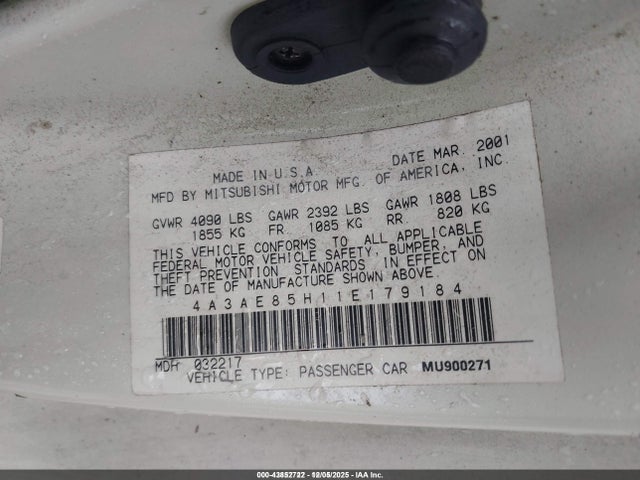 MADE IN U.S.A. DATE MAR. 2001
MFD BY MITSUBISHI MOTOR MFG. OF AMERICA, INC.
GVWR 4090 LBS GAWR 2392 LBS GAWR 1808 LBS
1855 KG FR. 1085 KG RR. 820 KG
THIS VEHICLE CONFORMS TO ALL APPLICABLE
FEDERAL MOTOR VEHICLE SAFETY, BUMPER, AND
THEFT PREVENTION STANDARDS IN EFFECT ON
THE DATE OF MANUFACTURE SHOWN ABOVE.
4A3AE85H11E179184
MDH 032217
VEHICLE TYPE: PASSENGER CAR MU900271
000-43852722 - 12/05/2025 - IAA Inc.